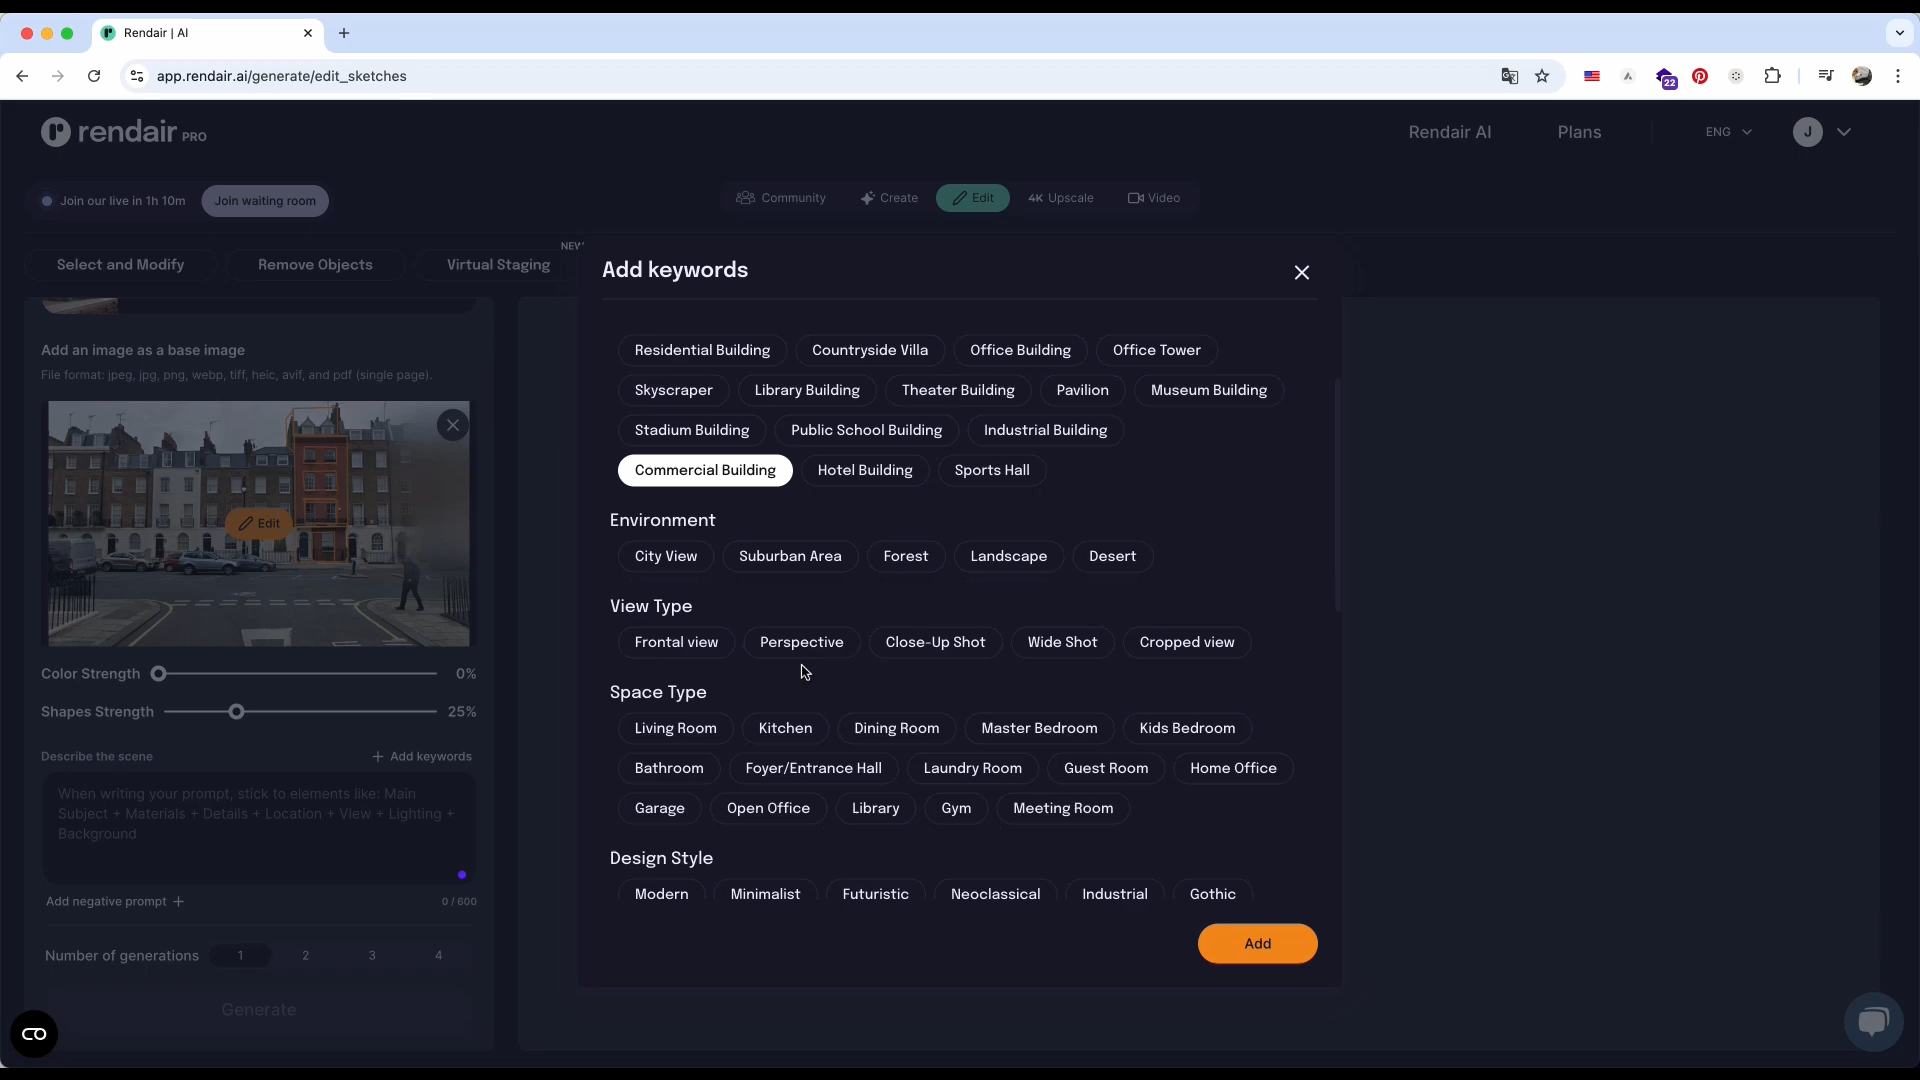 Rendair | AI
app.rendair.ai/generate/edit_sketches
22
rendair PRO
Rendair AI
Plans
ENG
J
Join our live in 1h 10m
Join waiting room
Community
Create
Edit
4K Upscale
Video
Select and Modify
Remove Objects
Virtual Staging
NEW
Add keywords
Add an image as a base image
File format: jpeg, jpg, png, webp, tiff, heic, avif, and pdf (single page).
Edit
Color Strength
0%
Shapes Strength
25%
Describe the scene
Add keywords
When writing your prompt, stick to elements like: Main
Subject + Materials + Details + Location + View + Lighting +
Background
Add negative prompt +
0 / 600
Number of generations
1
2
3
4
Generate
Residential Building
Countryside Villa
Office Building
Office Tower
Skyscraper
Library Building
Theater Building
Pavilion
Museum Building
Stadium Building
Public School Building
Industrial Building
Commercial Building
Hotel Building
Sports Hall
Environment
City View
Suburban Area
Forest
Landscape
Desert
View Type
Frontal view
Perspective
Close-Up Shot
Wide Shot
Cropped view
Space Type
Living Room
Kitchen
Dining Room
Master Bedroom
Kids Bedroom
Bathroom
Foyer/Entrance Hall
Laundry Room
Guest Room
Home Office
Garage
Open Office
Library
Gym
Meeting Room
Design Style
Modern
Minimalist
Futuristic
Neoclassical
Industrial
Gothic
Add